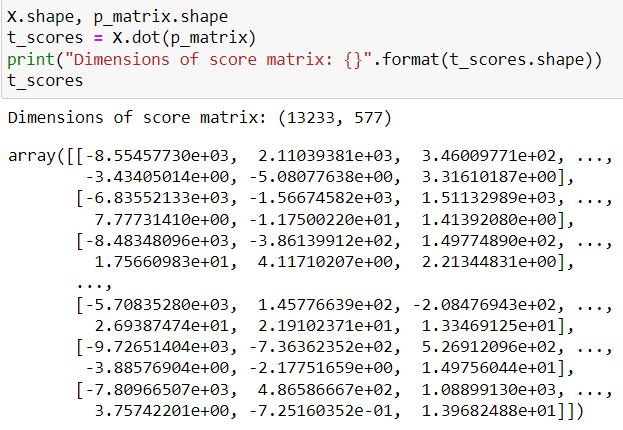 X.shape, p_matrix.shape
t_scores = X.dot(p_matrix)
print("Dimensions of score matrix: {}".format(t_scores.shape))
t_scores
Dimensions of score matrix: (13233, 577)
array([[-8.55457730e+03, 2.11039381e+03, 3.46009771e+02, ...,
-3.43405014e+00, -5.08077638e+00, 3.31610187e+00],
[-6.83552133e+03, -1.56674582e+03, 1.51132989e+03, ...,
7.77731410e+00, -1.17500220e+01, 1.41392080e+00],
[-8.48348096e+03, -3.86139912e+02, 1.49774890e+02, ...,
1.75660983e+01, 4.11710207e+00, 2.21344831e+00],
...,
[-5.70835280e+03, 1.45776639e+02, -2.08476943e+02, ...,
2.69387474e+01, 2.19102371e+01, 1.33469125e+01],
[-9.72651404e+03, -7.36362352e+02, 5.26912096e+02, ...,
-3.88576904e+00, -2.17751659e+00, 1.49756044e+01],
[-7.80966507e+03, 4.86586667e+02, 1.08899130e+03, ...,
3.75742201e+00, -7.25160352e-01, 1.39682488e+01]])